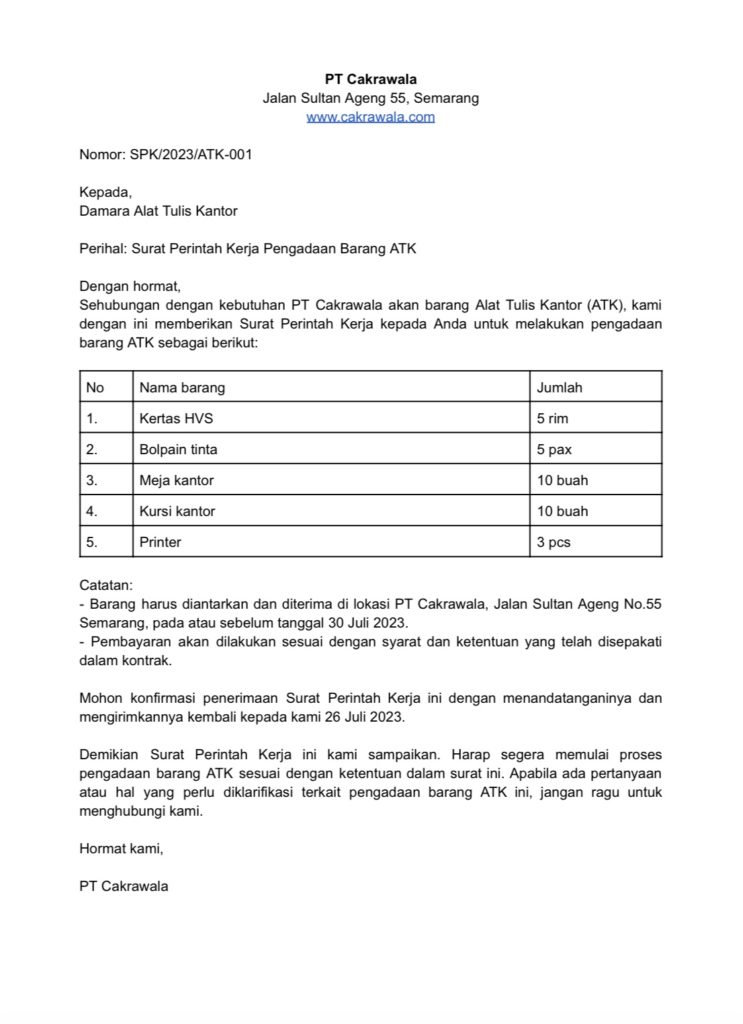 PT Cakrawala
Jalan Sultan Ageng 55, Semarang
www.cakrawala.com
Nomor: SPK/2023/ATK-001
Kepada,
Damara Alat Tulis Kantor
Perihal: Surat Perintah Kerja Pengadaan Barang ATK
Dengan hormat,
Sehubungan dengan kebutuhan PT Cakrawala akan barang Alat Tulis Kantor (ATK), kami
dengan ini memberikan Surat Perintah Kerja kepada Anda untuk melakukan pengadaan
barang ATK sebagai berikut:
No Nama barang Jumlah
1. Kertas HVS 5 rim
2. Bolpain tinta 5 pax
3. Meja kantor 10 buah
4. Kursi kantor 10 buah
5. Printer 3 pcs
Catatan:
- Barang harus diantarkan dan diterima di lokasi PT Cakrawala, Jalan Sultan Ageng No.55
Semarang, pada atau sebelum tanggal 30 Juli 2023.
- Pembayaran akan dilakukan sesuai dengan syarat dan ketentuan yang telah disepakati
dalam kontrak.
Mohon konfirmasi penerimaan Surat Perintah Kerja ini dengan menandatanganinya dan
mengirimkannya kembali kepada kami 26 Juli 2023.
Demikian Surat Perintah Kerja ini kami sampaikan. Harap segera memulai proses
pengadaan barang ATK sesuai dengan ketentuan dalam surat ini. Apabila ada pertanyaan
atau hal yang perlu diklarifikasi terkait pengadaan barang ATK ini, jangan ragu untuk
menghubungi kami.
Hormat kami,
PT Cakrawala